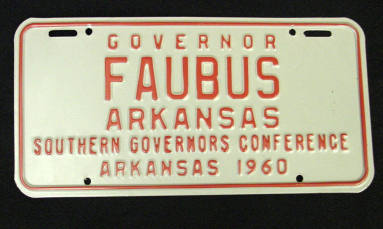 GOVERNOR
FAUBUS
ARKANSAS
SOUTHERN GOVERNORS CONFERENCE
ARKANSAS 1960